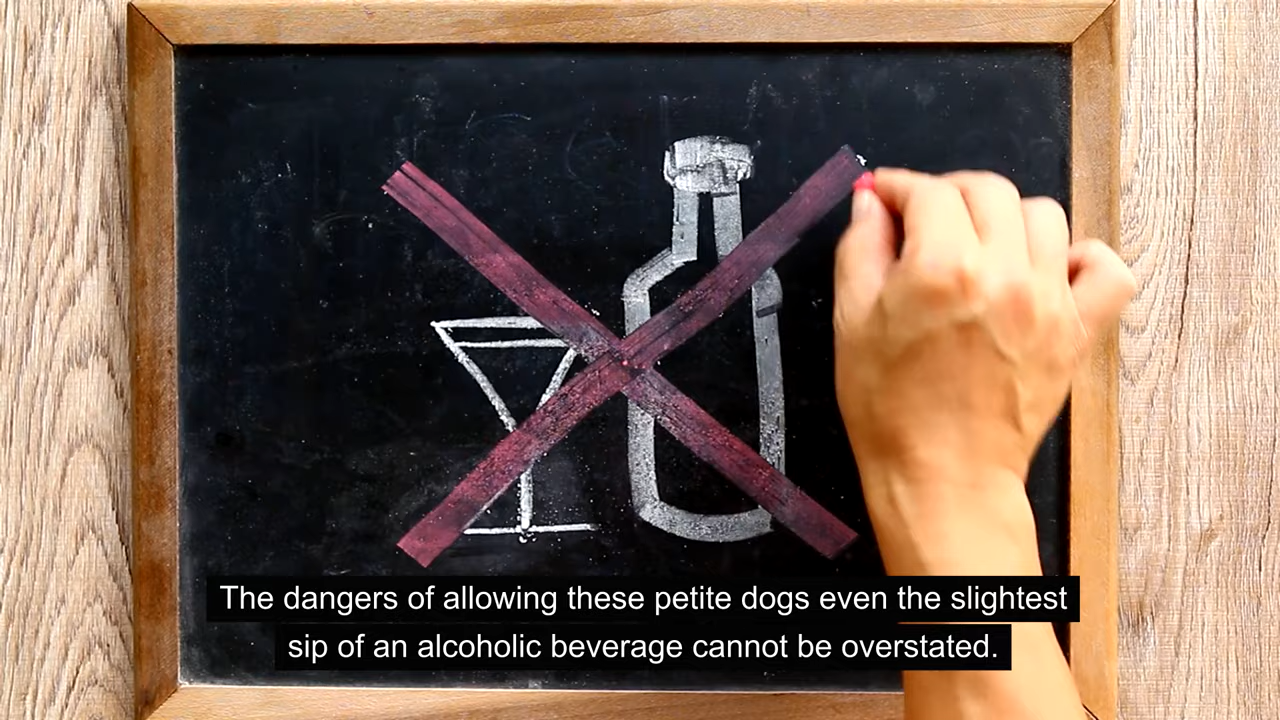 The dangers of allowing these petite dogs even the slightest
sip of an alcoholic beverage cannot be overstated.